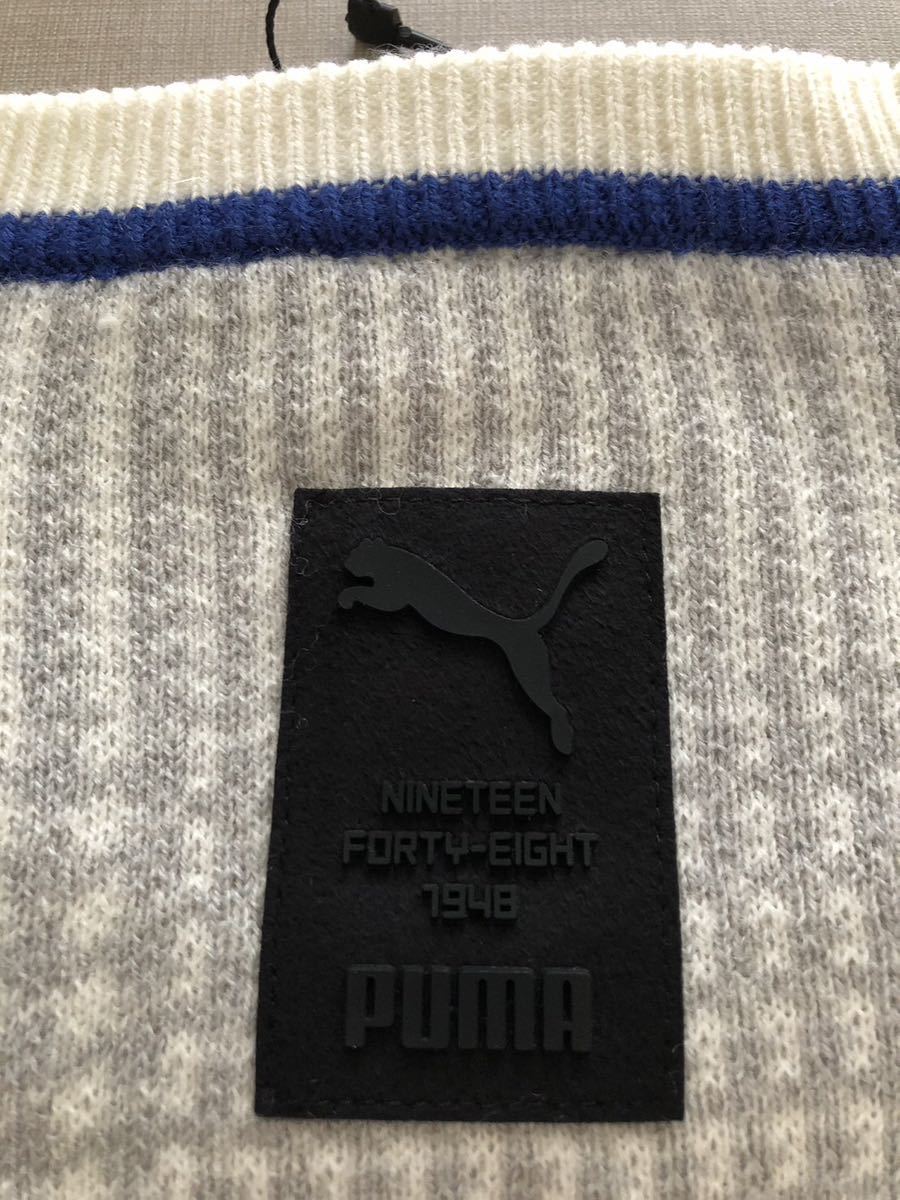 NINETEEN
FORTY-EIGHT
1948
PUMA